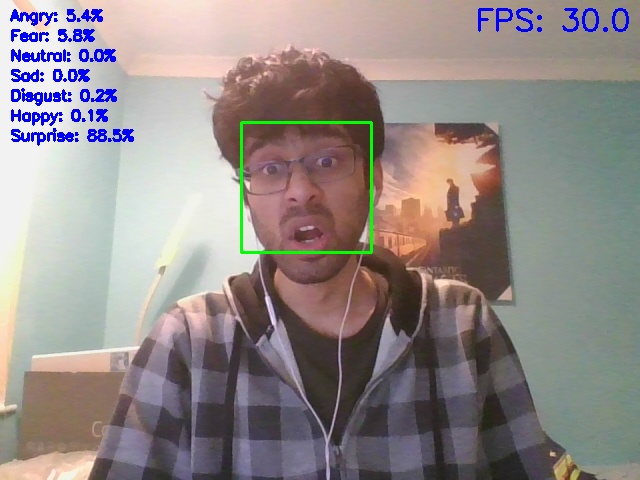 Angry: 5.4%
Fear: 5.8%
Neutral: 0.0%
Sad: 0.0%
Disgust: 0.2%
Happy: 0.1%
Surprise: 88.5%
FPS: 30.0
FANTASTIC